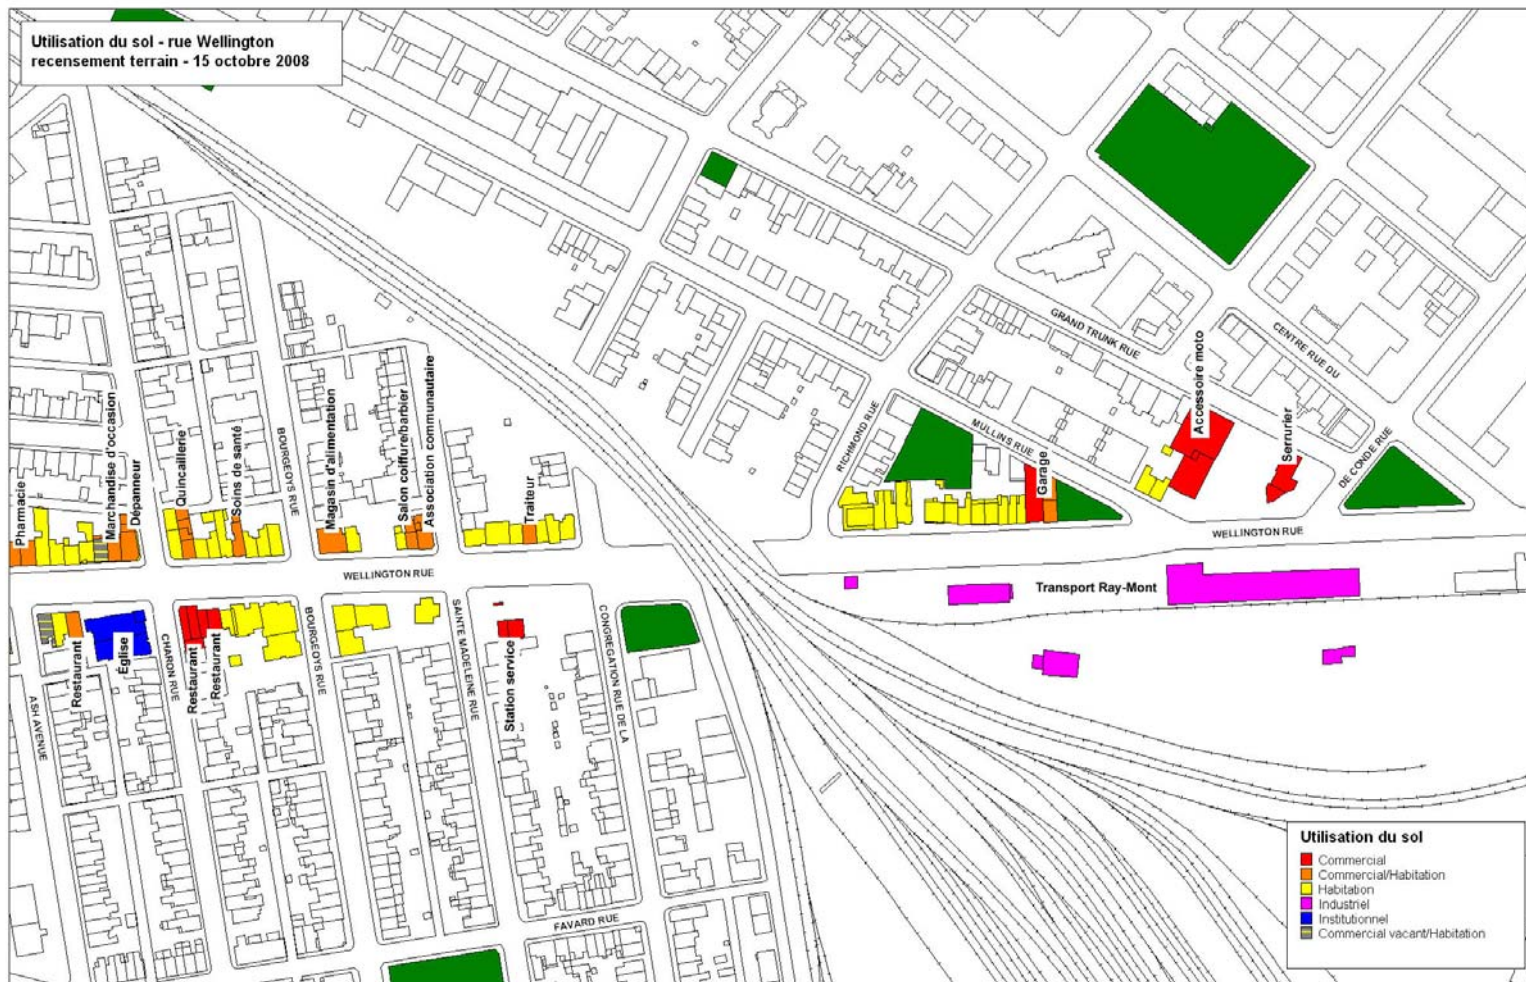 Utilisation du sol - rue Wellington
recensement terrain - 15 octobre 2008
GRAND TRUNK RUE
CENTRE RUE DU
Accessoire moto
Serrurier
RICHMOND RUE
MULLINS RUE
DE CONDE RUE
Garage
Pharmacie
Marchandise d'occasion
Dépanneur
Quincaillerie
Soins de santé
BOURGEOYS RUE
Magasin d'alimentation
Salon coiffure/barbier
Association communautaire
Traiteur
WELLINGTON RUE
WELLINGTON RUE
Transport Ray-Mont
ASH AVENUE
Restaurant
Église
CHARON RUE
Restaurant
Restaurant
BOURGEOYS RUE
SAINTE MADELEINE RUE
Station service
CONGREGATION RUE DE LA
FAVARD RUE
Utilisation du sol
Commercial
Commercial/Habitation
Habitation
Industriel
Institutionnel
Commercial vacant/Habitation